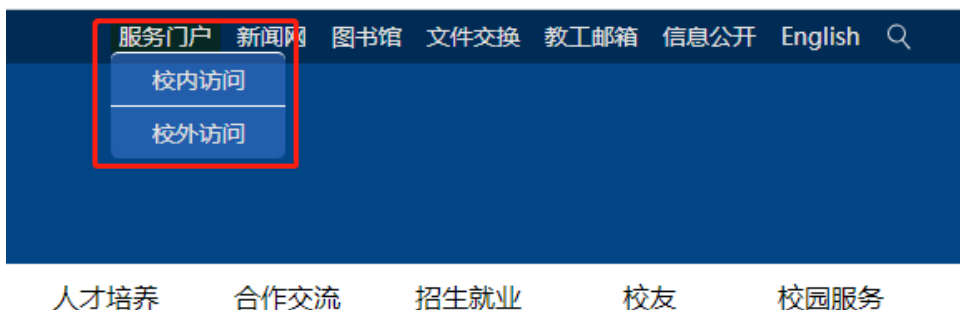 服务门户 新闻网 图书馆 文件交换 教工邮箱 信息公开 English
校内访问
校外访问
人才培养 合作交流 招生就业 校友 校园服务